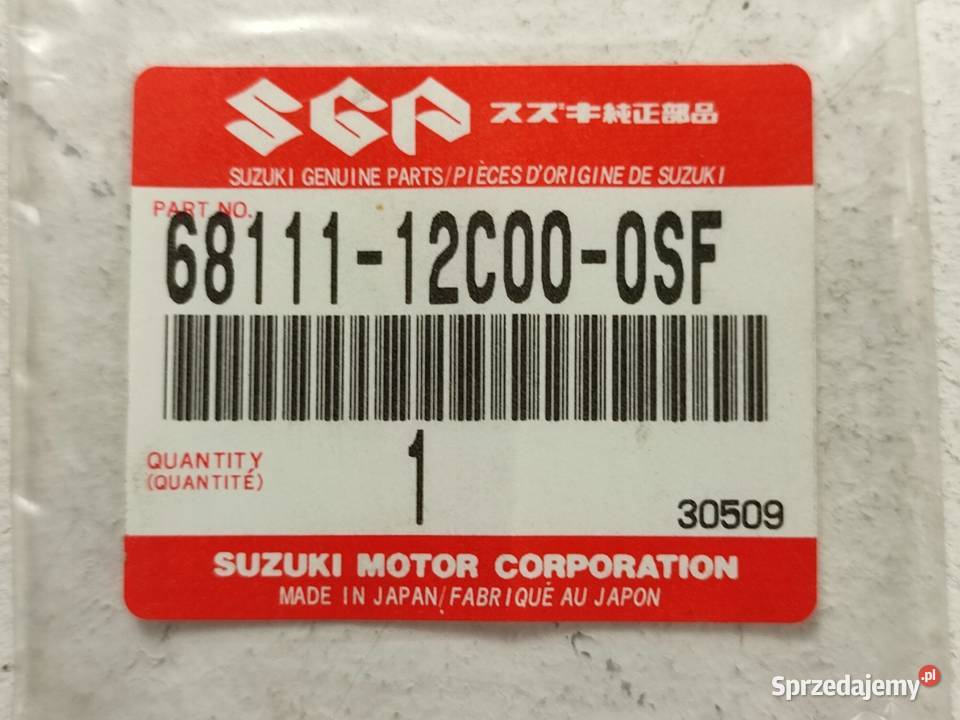 SGP スズキ純正部品
SUZUKI GENUINE PARTS/PIÈCES D'ORIGINE DE SUZUKI
PART NO.
68111-12C00-0SF
QUANTITY
(QUANTITÉ)
1
30509
SUZUKI MOTOR CORPORATION
MADE IN JAPAN/FABRIQUÉ AU JAPON
Sprzedajemy.pl